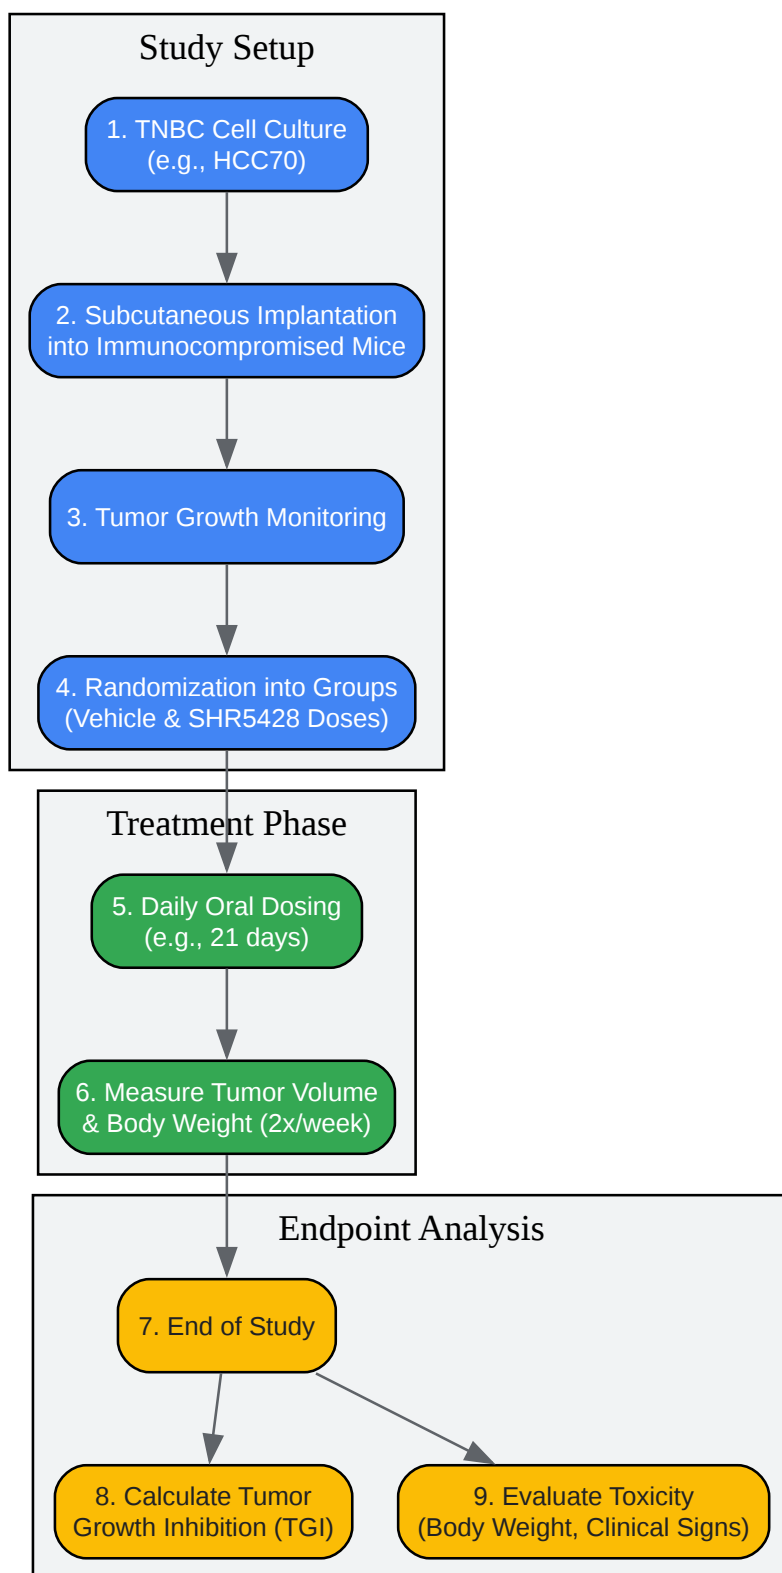 Study Setup
1. TNBC Cell Culture
(e.g., HCC70)
2. Subcutaneous Implantation
into Immunocompromised Mice
3. Tumor Growth Monitoring
4. Randomization into Groups
(Vehicle & SHR5428 Doses)
Treatment Phase
5. Daily Oral Dosing
(e.g., 21 days)
6. Measure Tumor Volume
& Body Weight (2x/week)
Endpoint Analysis
7. End of Study
8. Calculate Tumor
Growth Inhibition (TGI)
9. Evaluate Toxicity
(Body Weight, Clinical Signs)